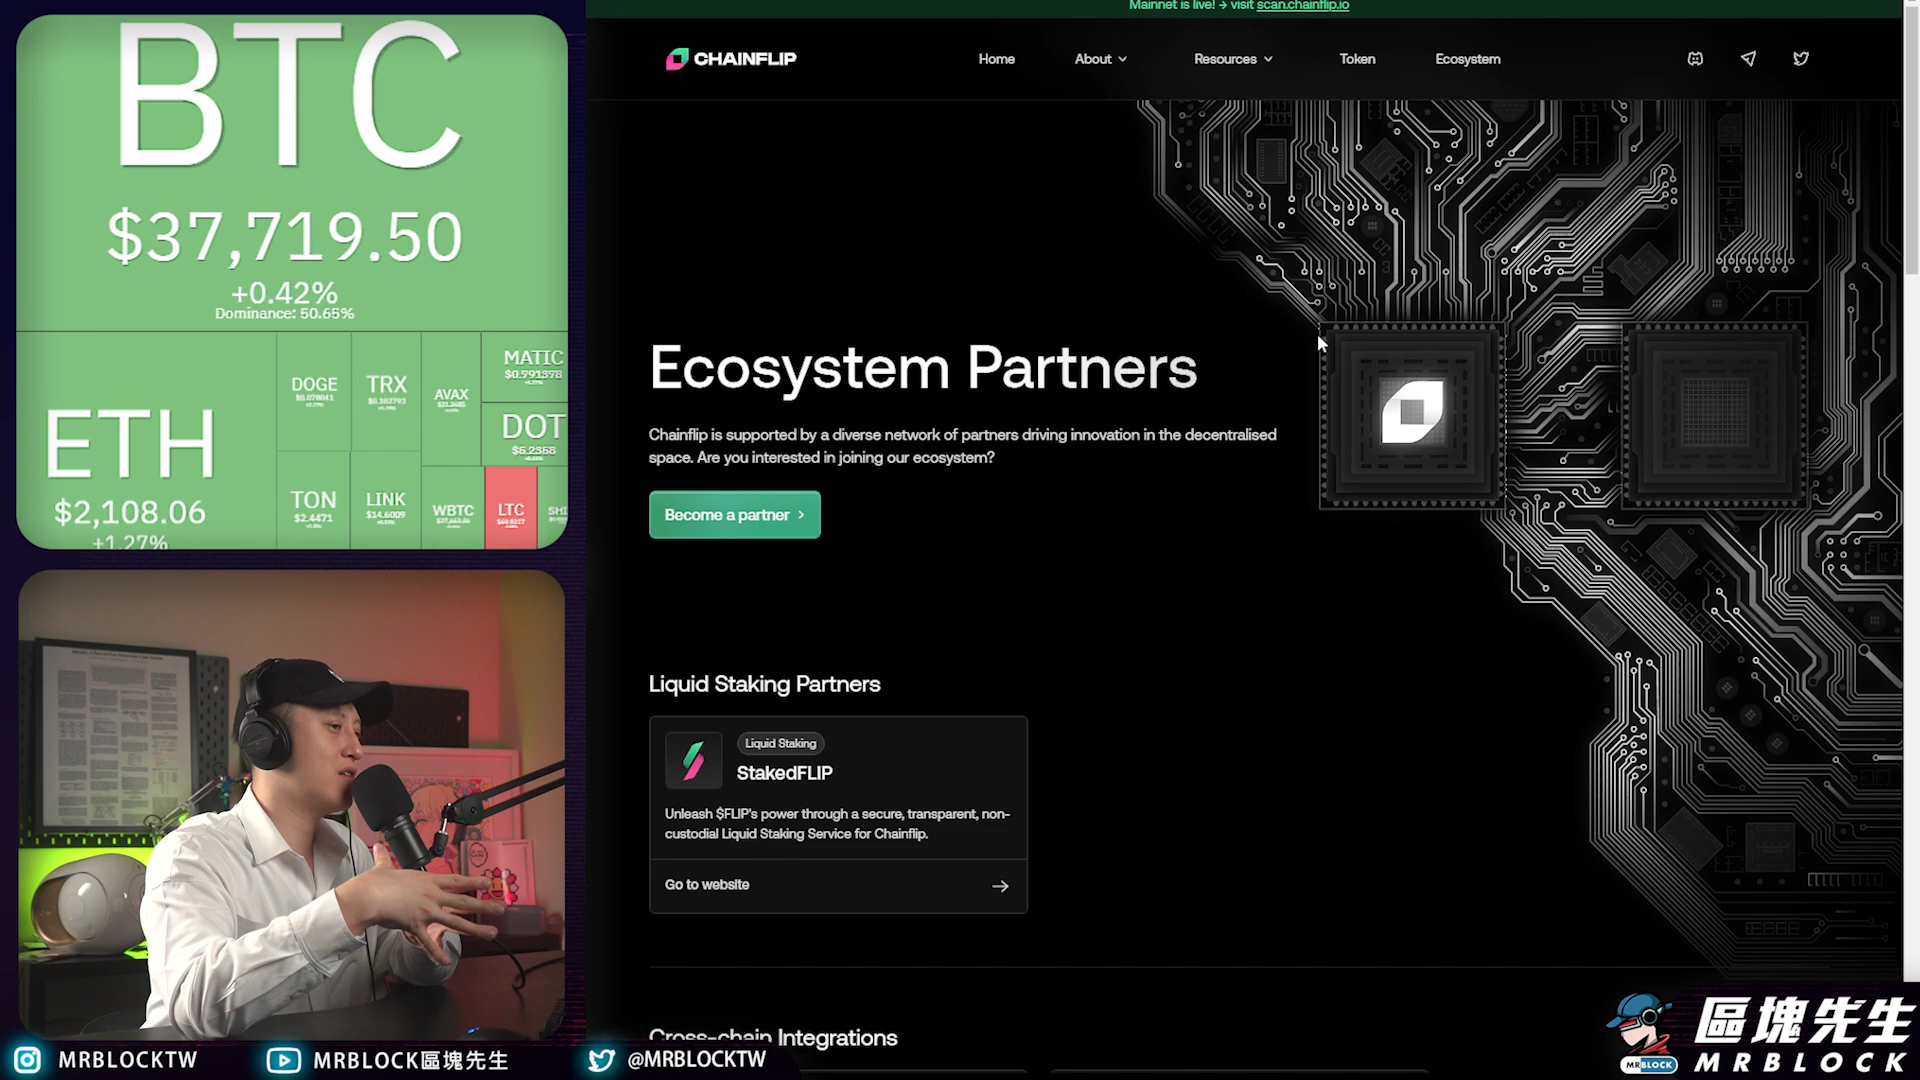 BTC
$37,719.50
+0.42%
Dominance: 50.65%
ETH
$2,108.06
+1.27%
DOGE
TRX
AVAX
MATIC
$0.791578
DOT
TON
$2.4471
LINK
$14.6009
WBTC
LTC
SHI
Mainnet is live! → visit scan.chainflip.io
CHAINFLIP
Home
About
Resources
Token
Ecosystem
Ecosystem Partners
Chainflip is supported by a diverse network of partners driving innovation in the decentralised
space. Are you interested in joining our ecosystem?
Become a partner
Liquid Staking Partners
Liquid Staking
StakedFLIP
Unleash $FLIP's power through a secure, transparent, non-
custodial Liquid Staking Service for Chainflip.
Go to website
Cross-chain Integrations
MRBLOCKTW
MRBLOCK區塊先生
@MRBLOCKTW
MRBLOCK
區塊先生
MRBLOCK